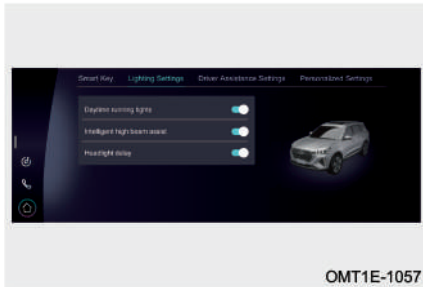 Smart Key Lighting Settings Driver Assistance Settings Personalized Settings
Daytime running lights
Intelligent high beam assist
Headlight delay
OMT1E-1057